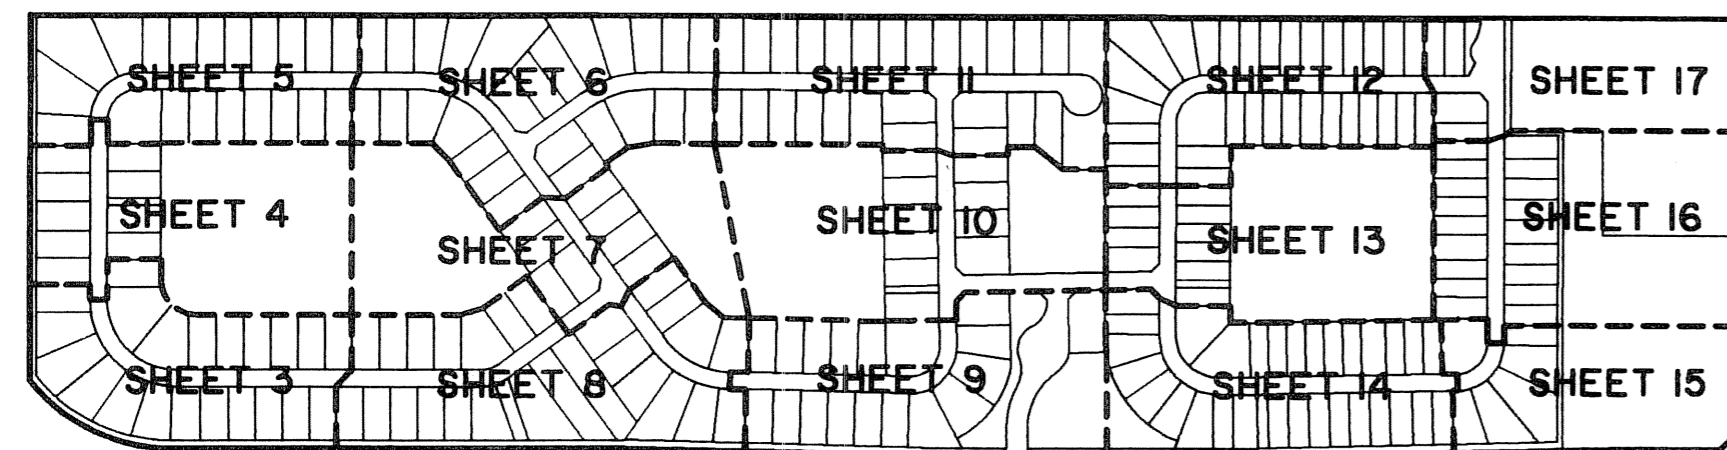 SHEET 5
SHEET 6
SHEET 11
SHEET 12
SHEET 17
SHEET 4
SHEET 7
SHEET 10
SHEET 13
SHEET 16
SHEET 3
SHEET 8
SHEET 9
SHEET 14
SHEET 15